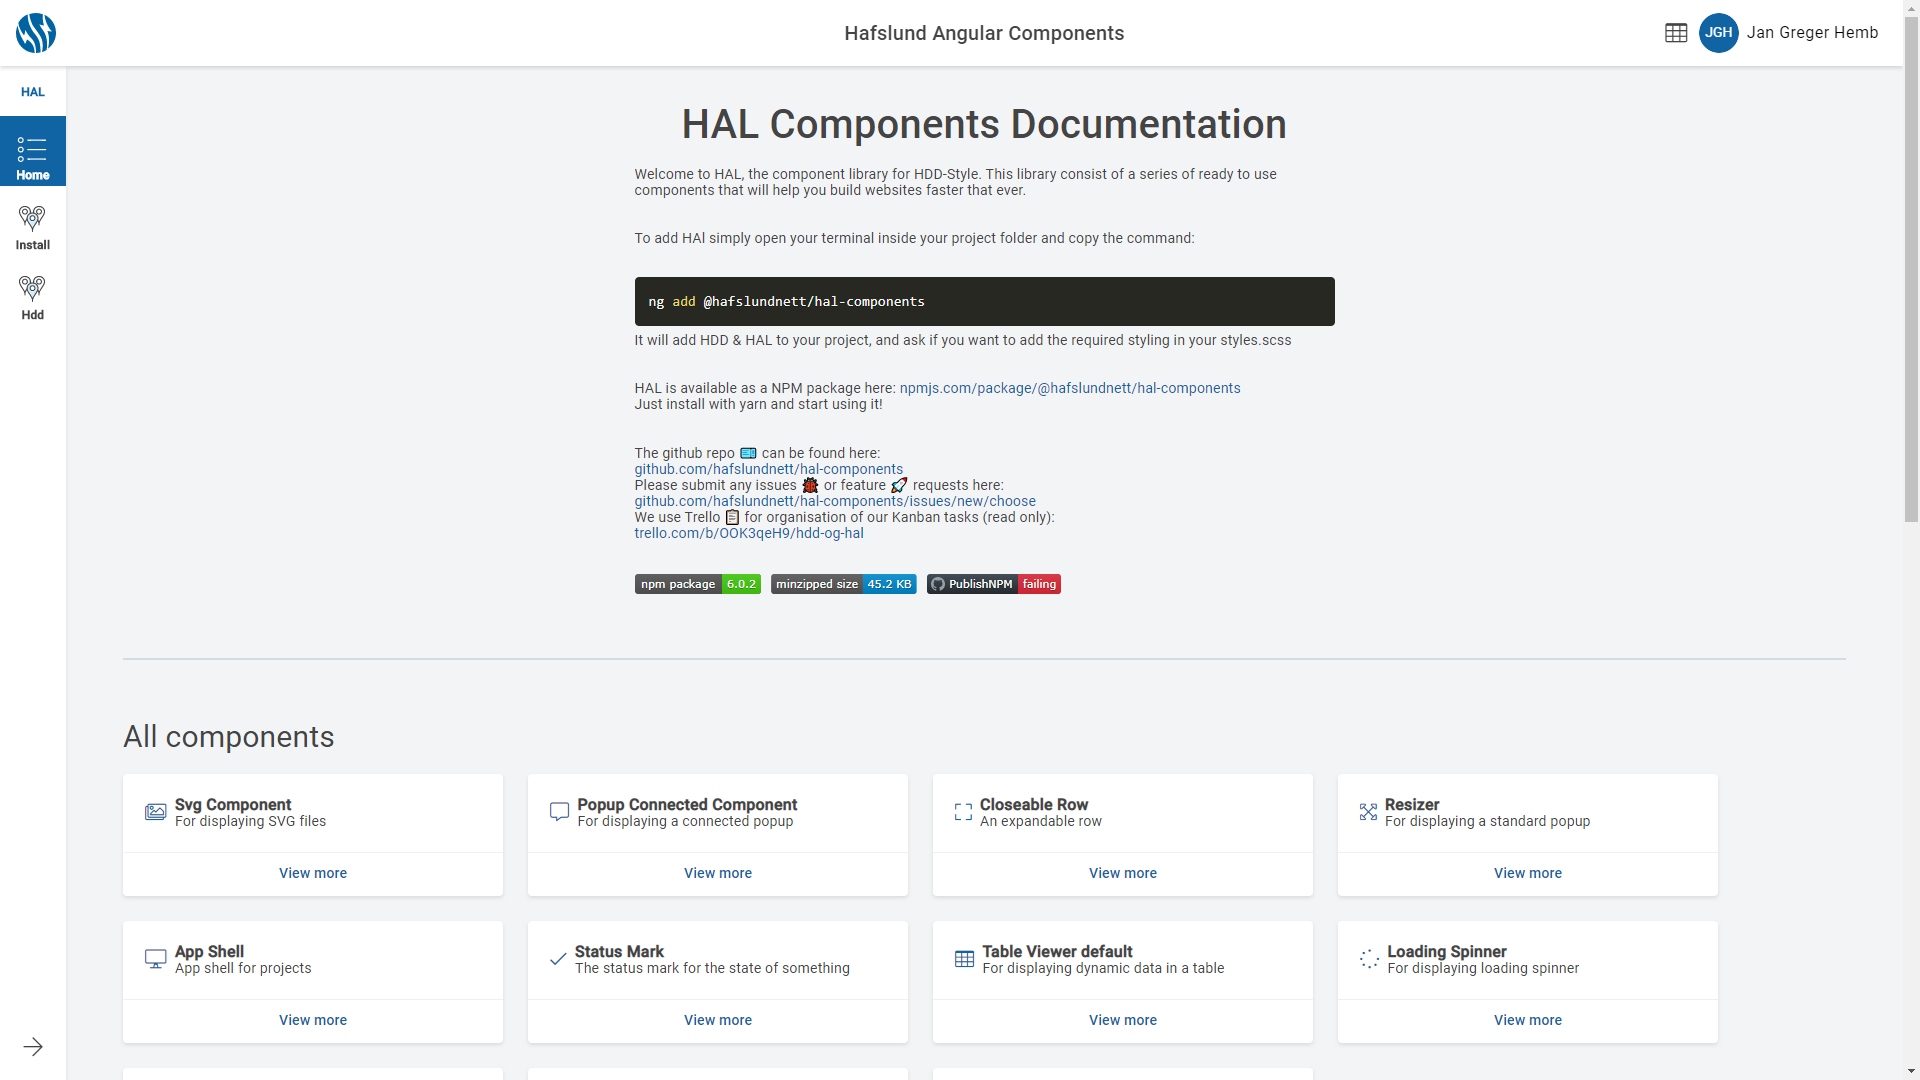 Hafslund Angular Components
JGH
Jan Greger Hemb
HAL
Home
Install
Hdd
HAL Components Documentation
Welcome to HAL, the component library for HDD-Style. This library consist of a series of ready to use
components that will help you build websites faster that ever.
To add HAl simply open your terminal inside your project folder and copy the command:
ng add @hafslundnett/hal-components
It will add HDD & HAL to your project, and ask if you want to add the required styling in your styles.scss
HAL is available as a NPM package here: npmjs.com/package/@hafslundnett/hal-components
Just install with yarn and start using it!
The github repo 🎫 can be found here:
github.com/hafslundnett/hal-components
Please submit any issues 🐞 or feature 🚀 requests here:
github.com/hafslundnett/hal-components/issues/new/choose
We use Trello 📋 for organisation of our Kanban tasks (read only):
trello.com/b/OOK3qeH9/hdd-og-hal
npm package 6.0.2 minzipped size 45.2 KB PublishNPM failing
All components
Svg Component
For displaying SVG files
View more
Popup Connected Component
For displaying a connected popup
View more
Closeable Row
An expandable row
View more
Resizer
For displaying a standard popup
View more
App Shell
App shell for projects
View more
Status Mark
The status mark for the state of something
View more
Table Viewer default
For displaying dynamic data in a table
View more
Loading Spinner
For displaying loading spinner
View more